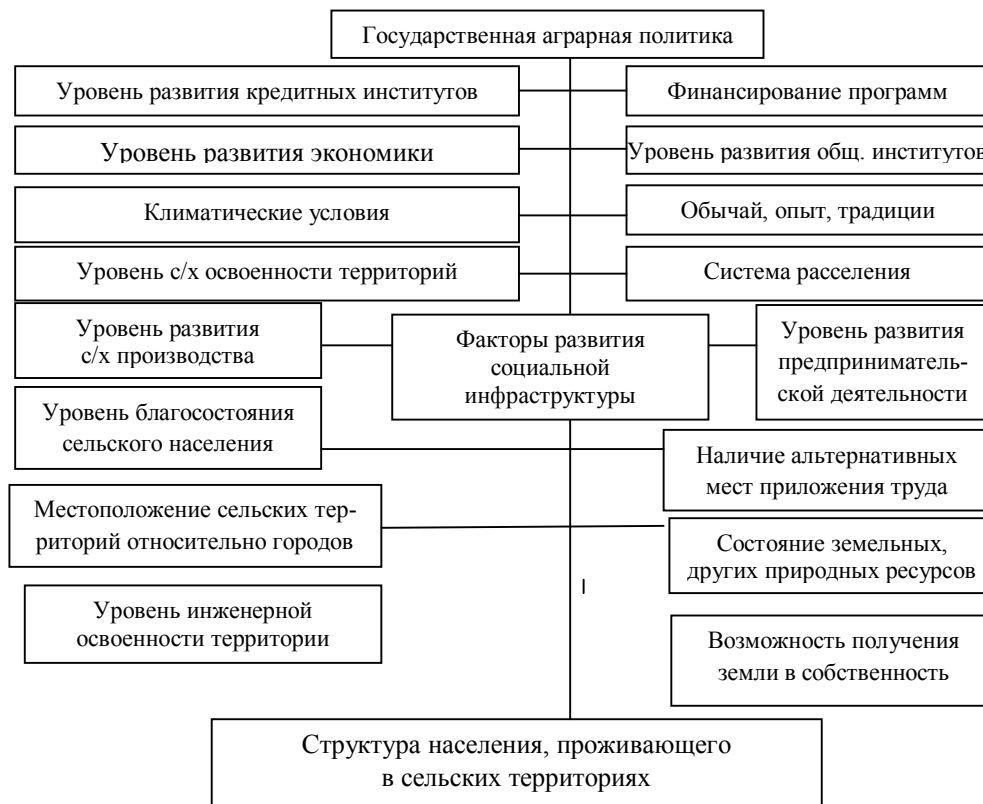 Государственная аграрная политика
Уровень развития кредитных институтов
Финансирование программ
Уровень развития экономики
Уровень развития общ. институтов
Климатические условия
Обычай, опыт, традиции
Уровень с/х освоенности территорий
Система расселения
Уровень развития
с/х производства
Факторы развития
социальной
инфраструктуры
Уровень развития
предприниматель-
ской деятельности
Уровень благосостояния
сельского населения
Наличие альтернативных
мест приложения труда
Местоположение сельских тер-
риторий относительно городов
Состояние земельных,
других природных ресурсов
Уровень инженерной
освоенности территории
Возможность получения
земли в собственность
Структура населения, проживающего
в сельских территориях